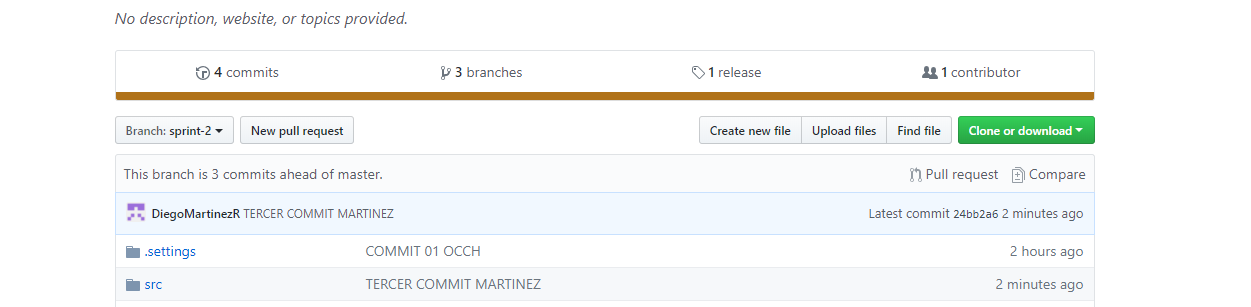 No description, website, or topics provided.
4 commits 3 branches 1 release 1 contributor
Branch: sprint-2 New pull request Create new file Upload files Find file Clone or download
This branch is 3 commits ahead of master. Pull request Compare
DiegoMartinezR TERCER COMMIT MARTINEZ Latest commit 24bb2a6 2 minutes ago
.settings COMMIT 01 OCCH 2 hours ago
src TERCER COMMIT MARTINEZ 2 minutes ago